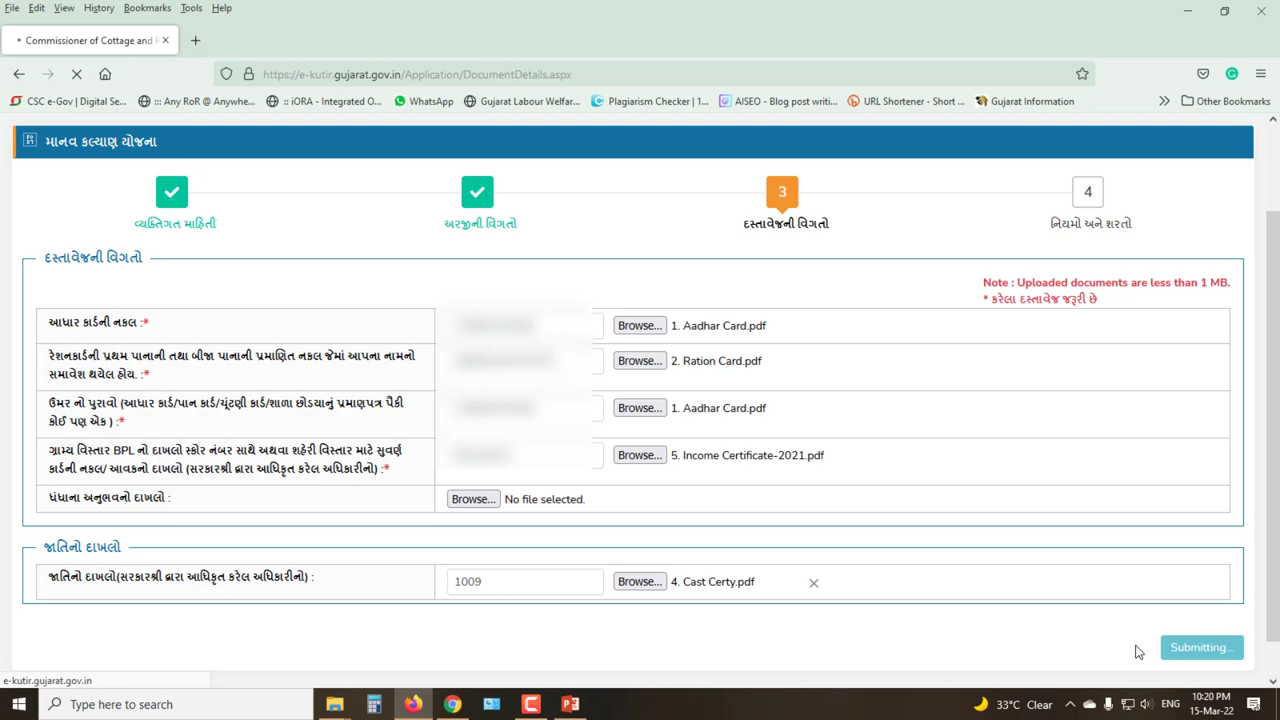 File Edit View History Bookmarks Tools Help
Commissioner of Cottage and
https://e-kutir.gujarat.gov.in/Application/DocumentDetails.aspx
CSC e-Gov | Digital Se... ::: Any RoR @ Anywhe... :: iORA - Integrated O... WhatsApp Gujarat Labour Welfar... Plagiarism Checker | 1... AISEO - Blog post writi... URL Shortener - Short ... Gujarat Information Other Bookmarks
માનવ કલ્યાણ યોજના
3 4
વ્યક્તિગત માહિતી અરજીની વિગતો દસ્તાવેજની વિગતો નિયમો અને શરતો
દસ્તાવેજની વિગતો
Note : Uploaded documents are less than 1 MB.
* કરેલા દસ્તાવેજ જરૂરી છે
આધાર કાર્ડની નકલ :* Browse... 1. Aadhar Card.pdf
રેશનકાર્ડની પ્રથમ પાનાની તથા બીજા પાનાની પ્રમાણિત નકલ જેમાં આપના નામનો
સમાવેશ થયેલ હોય. :*
Browse... 2. Ration Card.pdf
ઉમર નો પુરાવો (આધાર કાર્ડ/પાન કાર્ડ/ચૂંટણી કાર્ડ/શાળા છોડયાનું પ્રમાણપત્ર પૈકી
કોઈ પણ એક ) :*
Browse... 1. Aadhar Card.pdf
ગ્રામ્ય વિસ્તાર BPL નો દાખલો સ્કોર નંબર સાથે અથવા શહેરી વિસ્તાર માટે સુવર્ણ
કાર્ડની નકલ/ આવકનો દાખલો (સરકારશ્રી દ્વારા આધિકૃત કરેલ અધિકારીનો) :*
Browse... 5. Income Certificate-2021.pdf
ધંધાના અનુભવનો દાખલો : Browse... No file selected.
જાતિનો દાખલો
જાતિનો દાખલો(સરકારશ્રી દ્વારા આધિકૃત કરેલ અધિકારીનો) : 1009 Browse... 4. Cast Certy.pdf
Submitting...
e-kutir.gujarat.gov.in
Type here to search 33°C Clear ENG 10:20 PM
15-Mar-22